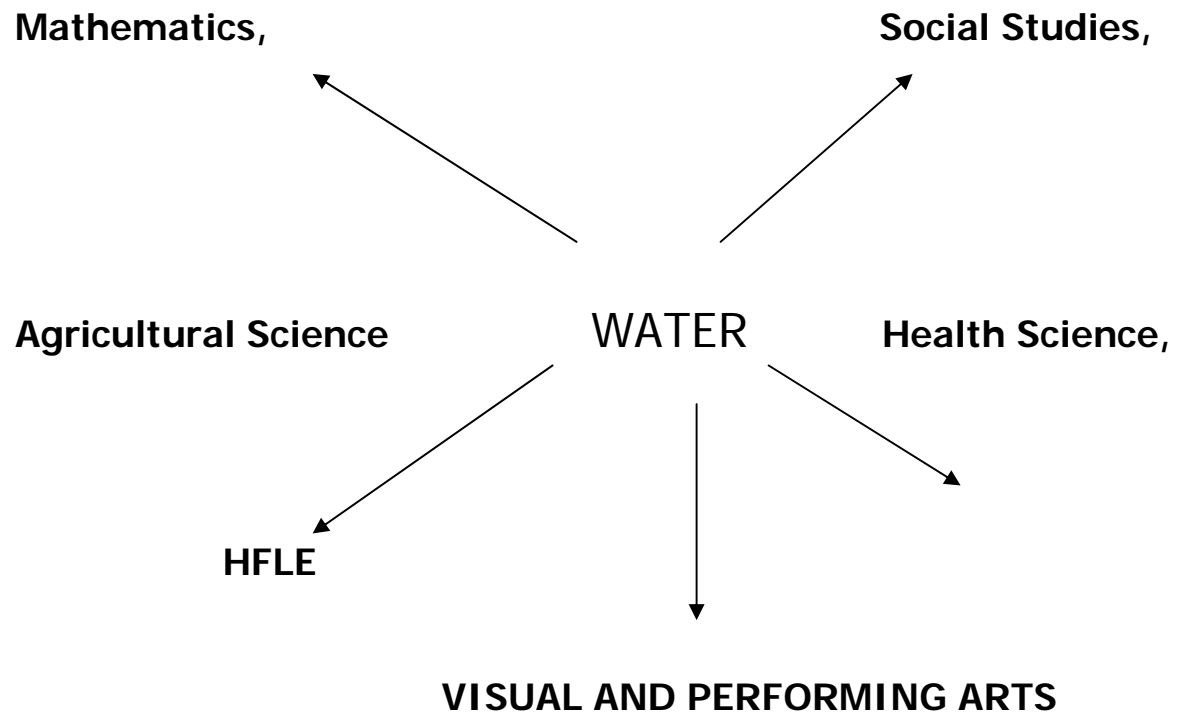 Mathematics,
Social Studies,
Agricultural Science
WATER
Health Science,
HFLE
VISUAL AND PERFORMING ARTS